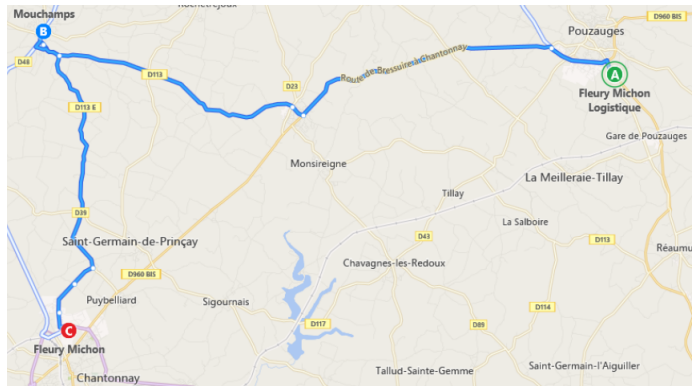 Rochetrejoux
Mouchamps
B
D48
D113
D23
Route de Bressuire à Chantonnay
Pouzauges
D960 BIS
A
Fleury Michon
Logistique
D113 E
Gare de Pouzauges
Monsireigne
La Meilleraie-Tillay
Tillay
D39
La Salboire
Saint-Germain-de-Prinçay
D43
D113
Réaumu
D960 BIS
Chavagnes-les-Redoux
Puybelliard
Sigournais
D114
D117
D89
C
Fleury Michon
Chantonnay
Tallud-Sainte-Gemme
Saint-Germain-l'Aiguiller